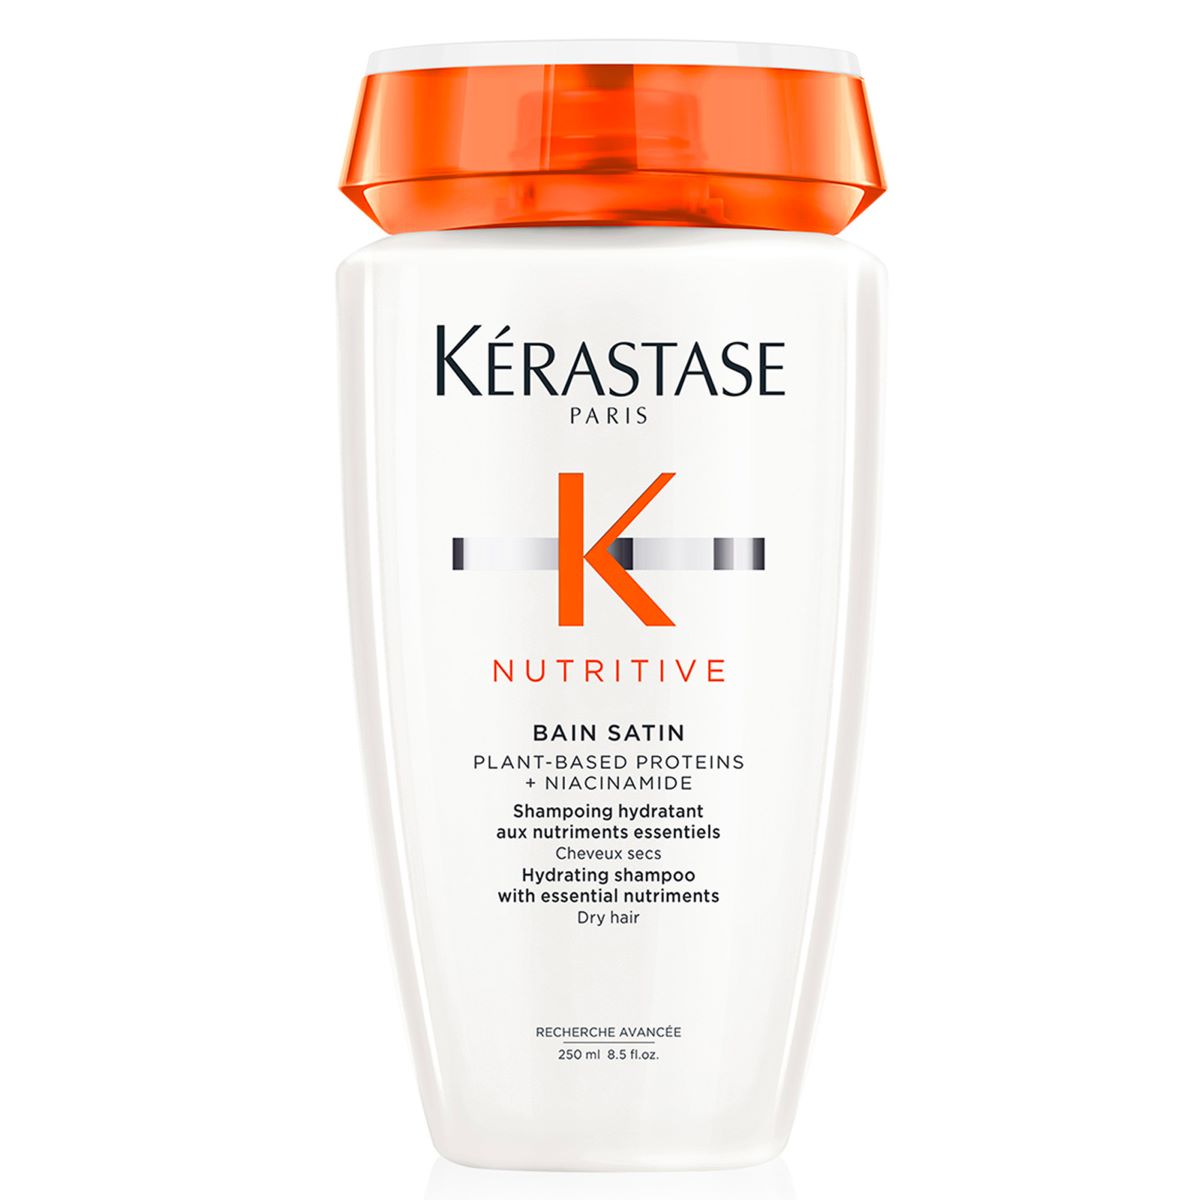 KÉRASTASE
PARIS
K
NUTRITIVE
BAIN SATIN
PLANT-BASED PROTEINS
+ NIACINAMIDE
Shampoing hydratant
aux nutriments essentiels
Cheveux secs
Hydrating shampoo
with essential nutriments
Dry hair
RECHERCHE AVANCÉE
250 ml 8.5 fl.oz.